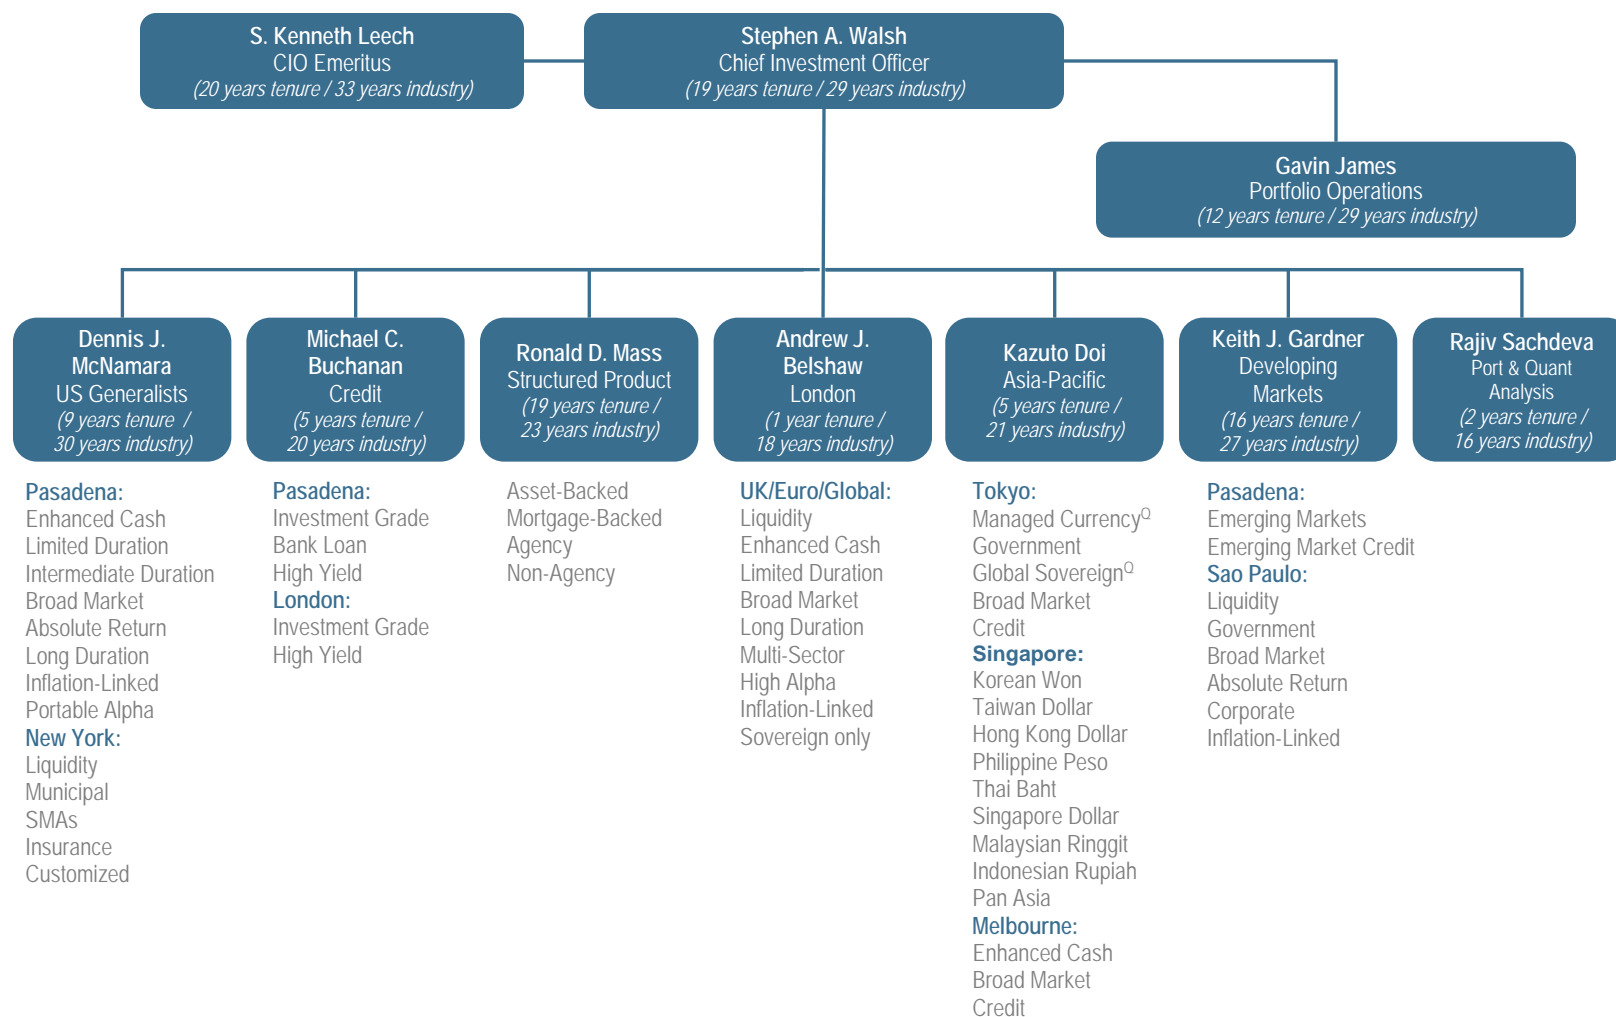 S. Kenneth Leech
CIO Emeritus
(20 years tenure / 33 years industry)
Stephen A. Walsh
Chief Investment Officer
(19 years tenure / 29 years industry)
Gavin James
Portfolio Operations
(12 years tenure / 29 years industry)
Dennis J.
McNamara
US Generalists
(9 years tenure /
30 years industry)
Michael C.
Buchanan
Credit
(5 years tenure /
20 years industry)
Ronald D. Mass
Structured Product
(19 years tenure /
23 years industry)
Andrew J.
Belshaw
London
(1 year tenure /
18 years industry)
Kazuto Doi
Asia-Pacific
(5 years tenure /
21 years industry)
Keith J. Gardner
Developing
Markets
(16 years tenure /
27 years industry)
Rajiv Sachdeva
Port & Quant
Analysis
(2 years tenure /
16 years industry)
Pasadena:
Enhanced Cash
Limited Duration
Intermediate Duration
Broad Market
Absolute Return
Long Duration
Inflation-Linked
Portable Alpha
New York:
Liquidity
Municipal
SMAs
Insurance
Customized
Pasadena:
Investment Grade
Bank Loan
High Yield
London:
Investment Grade
High Yield
Asset-Backed
Mortgage-Backed
Agency
Non-Agency
UK/Euro/Global:
Liquidity
Enhanced Cash
Limited Duration
Broad Market
Long Duration
Multi-Sector
High Alpha
Inflation-Linked
Sovereign only
Tokyo:
Managed CurrencyQ
Government
Global SovereignQ
Broad Market
Credit
Singapore:
Korean Won
Taiwan Dollar
Hong Kong Dollar
Philippine Peso
Thai Baht
Singapore Dollar
Malaysian Ringgit
Indonesian Rupiah
Pan Asia
Melbourne:
Enhanced Cash
Broad Market
Credit
Pasadena:
Emerging Markets
Emerging Market Credit
Sao Paulo:
Liquidity
Government
Broad Market
Absolute Return
Corporate
Inflation-Linked